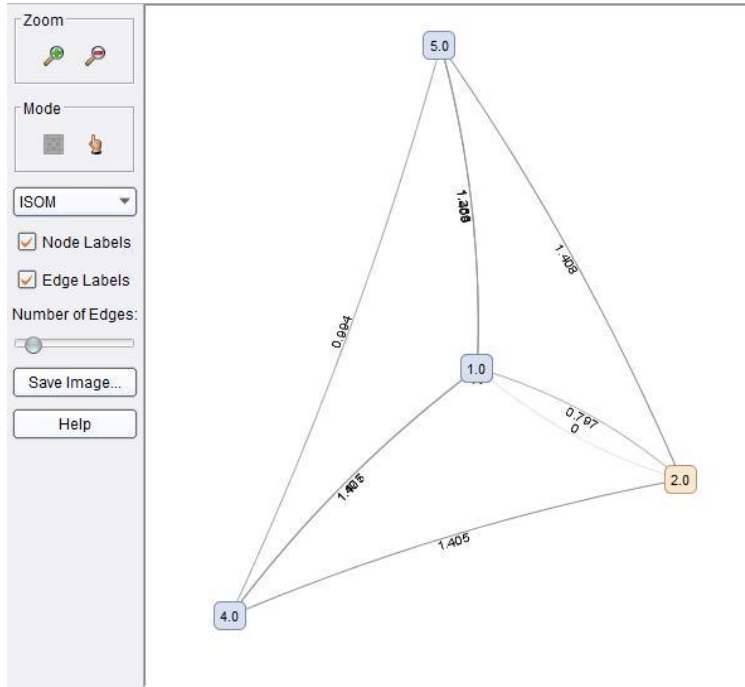 Zoom
Mode
ISOM
Node Labels
Edge Labels
Number of Edges:
Save Image...
Help
5.0
1.408
0.994
1.0
0.797
0
2.0
1.405
4.0